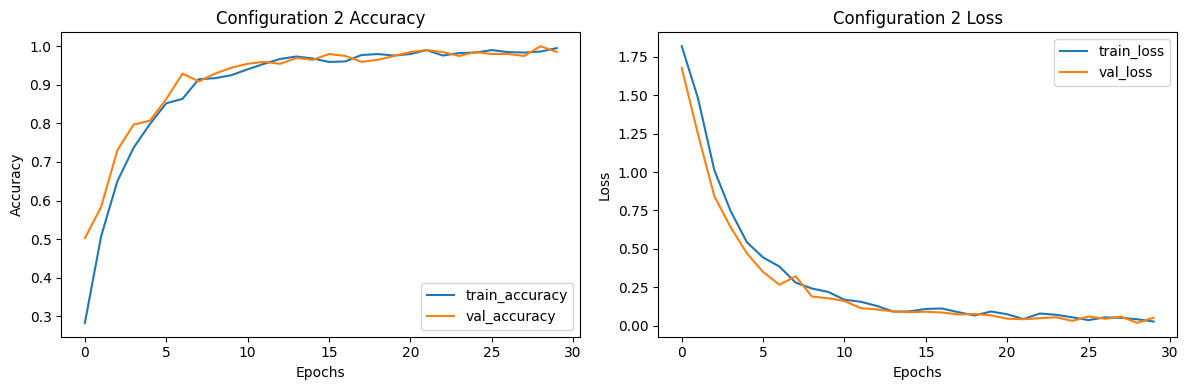 Configuration 2 Accuracy
Accuracy
1.0
0.9
0.8
0.7
0.6
0.5
0.4
0.3
train_accuracy
val_accuracy
0 5 10 15 20 25 30
Epochs
Configuration 2 Loss
Loss
1.75
1.50
1.25
1.00
0.75
0.50
0.25
0.00
train_loss
val_loss
0 5 10 15 20 25 30
Epochs